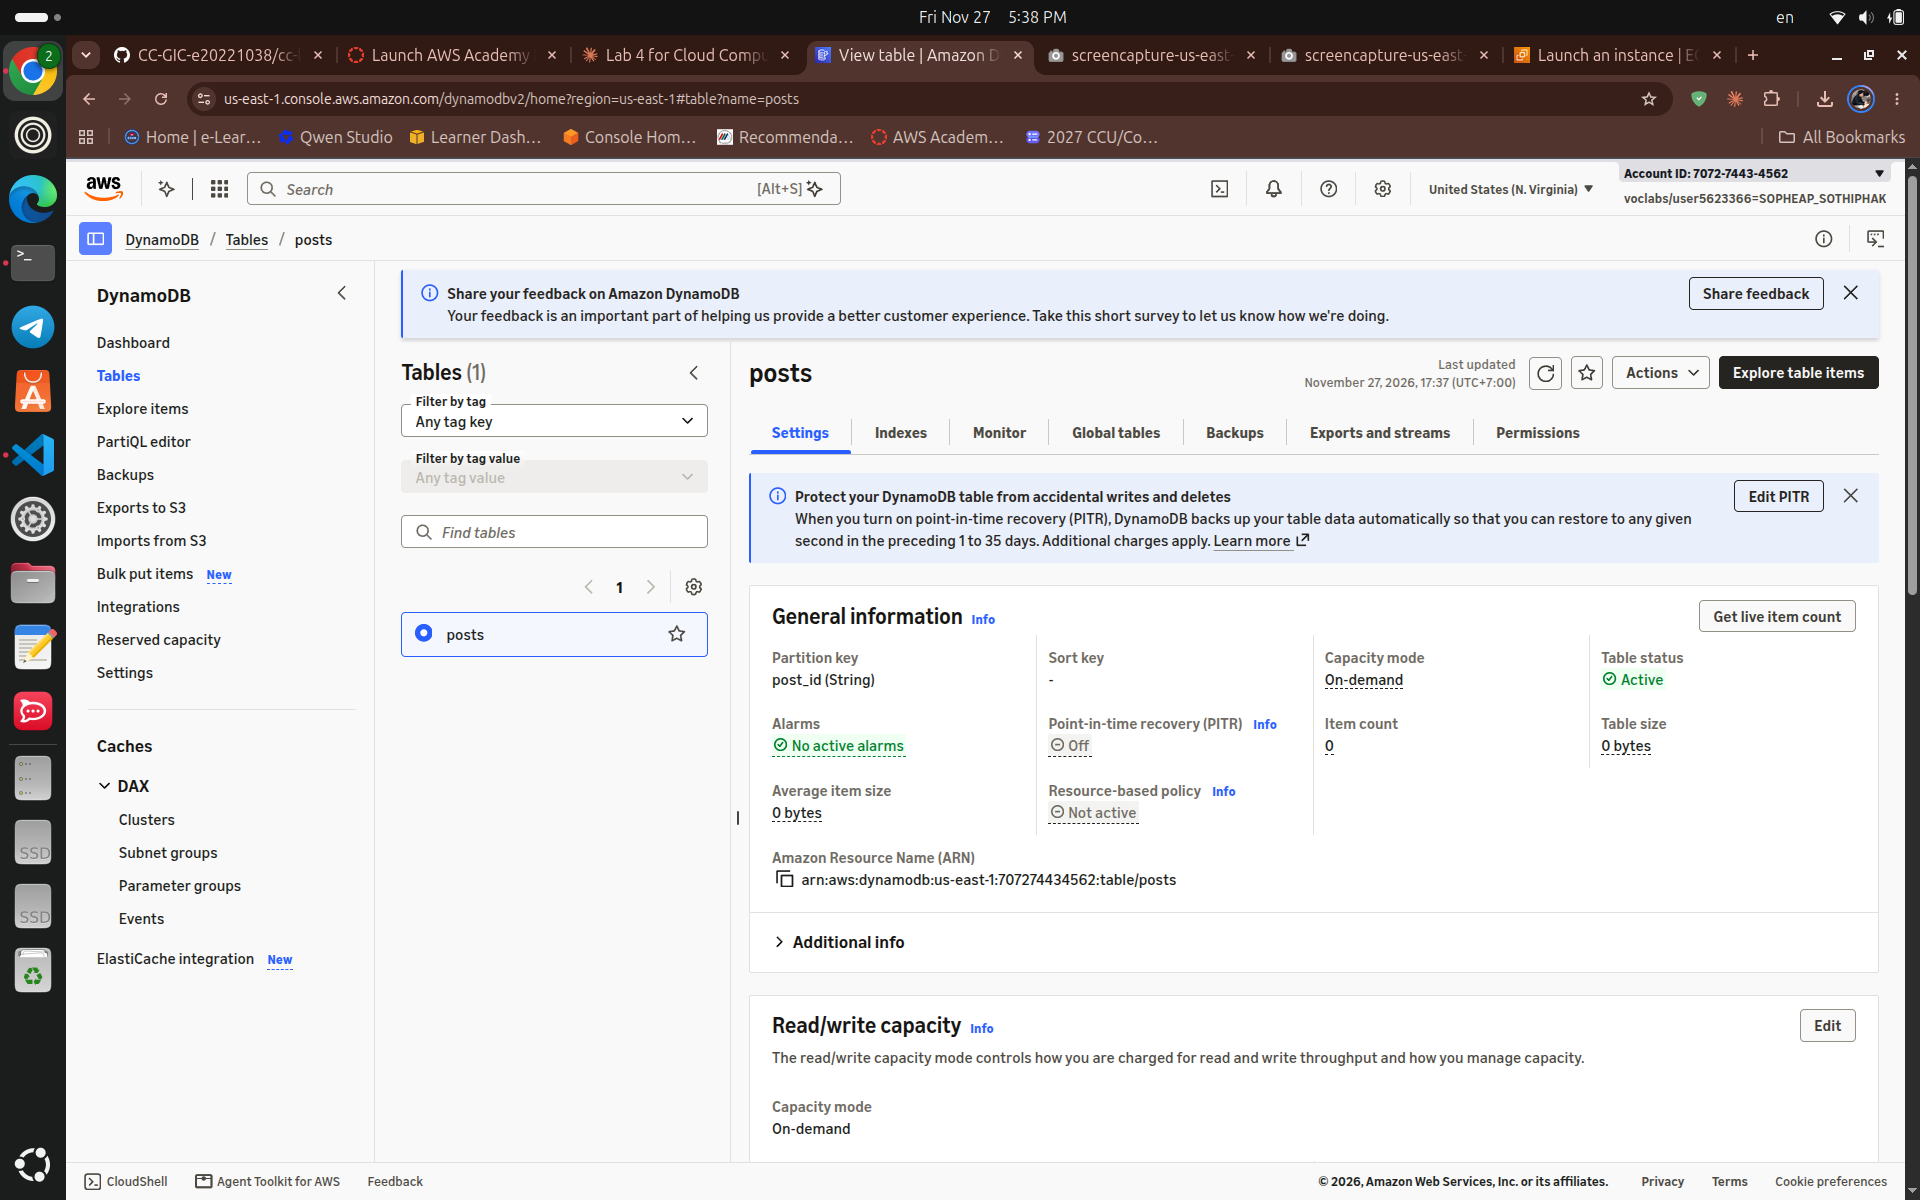 Fri Nov 27 5:38 PM
en
2
CC-GIC-e20221038/cc-
Launch AWS Academy
Lab 4 for Cloud Compu
View table | Amazon D
screencapture-us-east-
screencapture-us-east-
Launch an instance | EC
us-east-1.console.aws.amazon.com/dynamodbv2/home?region=us-east-1#table?name=posts
Home | e-Lear...
Qwen Studio
Learner Dash...
Console Hom...
Recommenda...
AWS Academ...
2027 CCU/Co...
All Bookmarks
aws
Search
[Alt+S]
United States (N. Virginia)
Account ID: 7072-7443-4562
voclabs/user5623366=SOPHEAP_SOTHIPHAK
DynamoDB / Tables / posts
DynamoDB
Dashboard
Tables
Explore items
PartiQL editor
Backups
Exports to S3
Imports from S3
Bulk put items New
Integrations
Reserved capacity
Settings
Caches
DAX
Clusters
Subnet groups
Parameter groups
Events
ElastiCache integration New
SSD
SSD
Share your feedback on Amazon DynamoDB
Your feedback is an important part of helping us provide a better customer experience. Take this short survey to let us know how we're doing.
Share feedback
Tables (1)
Filter by tag
Any tag key
Filter by tag value
Any tag value
Find tables
1
posts
posts
Last updated
November 27, 2026, 17:37 (UTC+7:00)
Actions
Explore table items
Settings
Indexes
Monitor
Global tables
Backups
Exports and streams
Permissions
Protect your DynamoDB table from accidental writes and deletes
When you turn on point-in-time recovery (PITR), DynamoDB backs up your table data automatically so that you can restore to any given
second in the preceding 1 to 35 days. Additional charges apply. Learn more
Edit PITR
General information Info
Get live item count
Partition key
post_id (String)
Sort key
-
Capacity mode
On-demand
Table status
Active
Alarms
No active alarms
Point-in-time recovery (PITR) Info
Off
Item count
0
Table size
0 bytes
Average item size
0 bytes
Resource-based policy Info
Not active
Amazon Resource Name (ARN)
arn:aws:dynamodb:us-east-1:707274434562:table/posts
Additional info
Read/write capacity Info
Edit
The read/write capacity mode controls how you are charged for read and write throughput and how you manage capacity.
Capacity mode
On-demand
CloudShell
Agent Toolkit for AWS
Feedback
© 2026, Amazon Web Services, Inc. or its affiliates.
Privacy
Terms
Cookie preferences